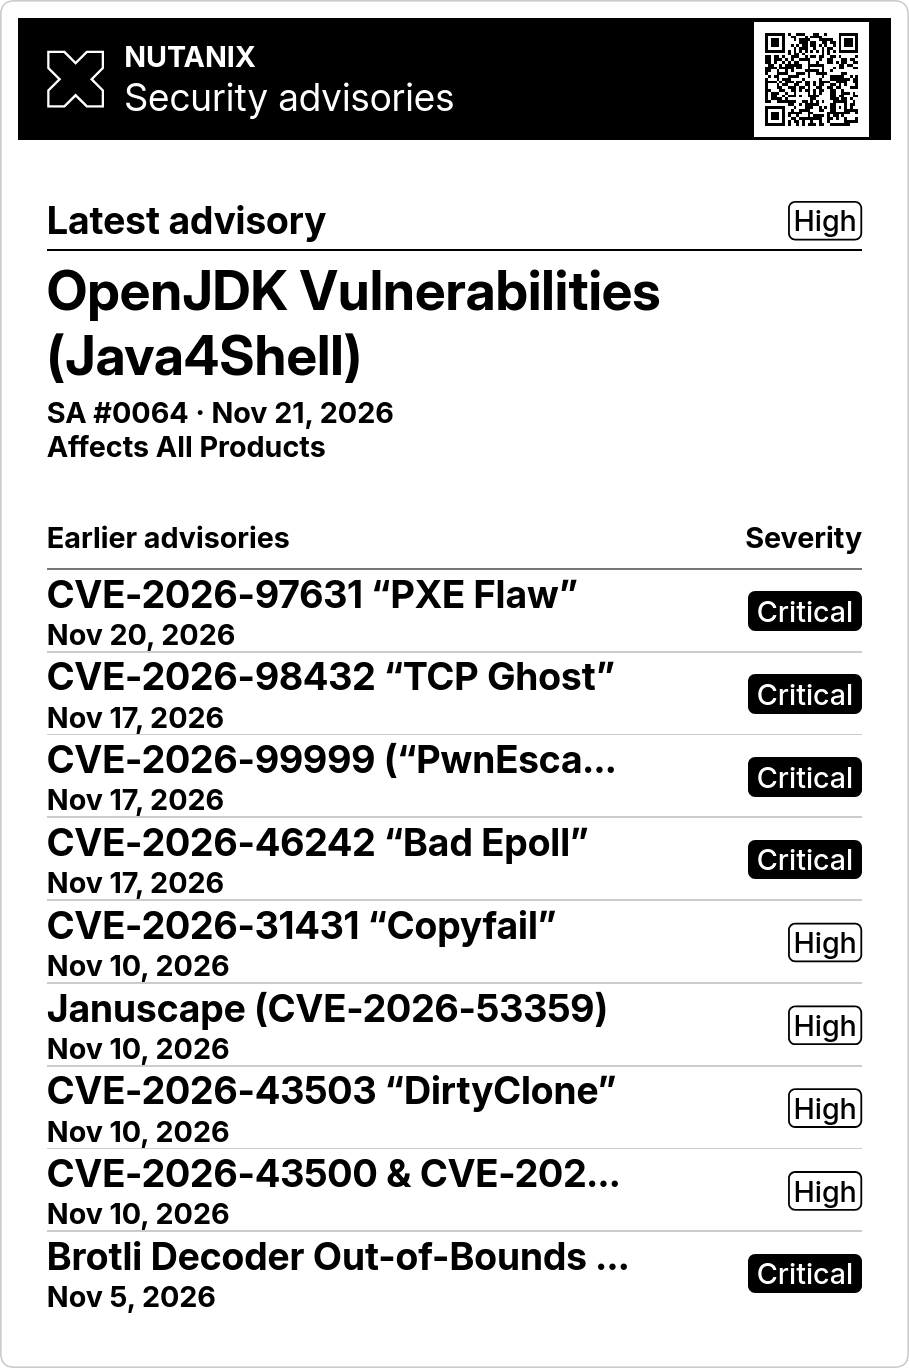 NUTANIX
Security advisories
Latest advisory
High
OpenJDK Vulnerabilities
(Java4Shell)
SA #0064 · Nov 21, 2026
Affects All Products
Earlier advisories
Severity
CVE-2026-97631 “PXE Flaw”
Critical
Nov 20, 2026
CVE-2026-98432 “TCP Ghost”
Critical
Nov 17, 2026
CVE-2026-99999 (“PwnEsca...
Critical
Nov 17, 2026
CVE-2026-46242 “Bad Epoll”
Critical
Nov 17, 2026
CVE-2026-31431 “Copyfail”
High
Nov 10, 2026
Januscape (CVE-2026-53359)
High
Nov 10, 2026
CVE-2026-43503 “DirtyClone”
High
Nov 10, 2026
CVE-2026-43500 & CVE-202...
High
Nov 10, 2026
Brotli Decoder Out-of-Bounds ...
Critical
Nov 5, 2026